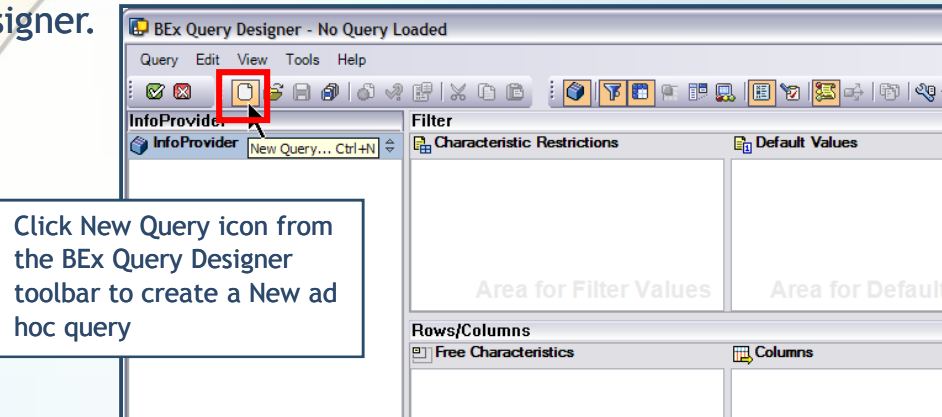 signer.
BEx Query Designer - No Query Loaded
Query Edit View Tools Help
InfoProvider Filter
InfoProvider Characteristic Restrictions Default Values
New Query... Ctrl+N
Click New Query icon from
the BEx Query Designer
toolbar to create a New ad
hoc query
Area for Filter Values Area for Default
Rows/Columns
Free Characteristics Columns